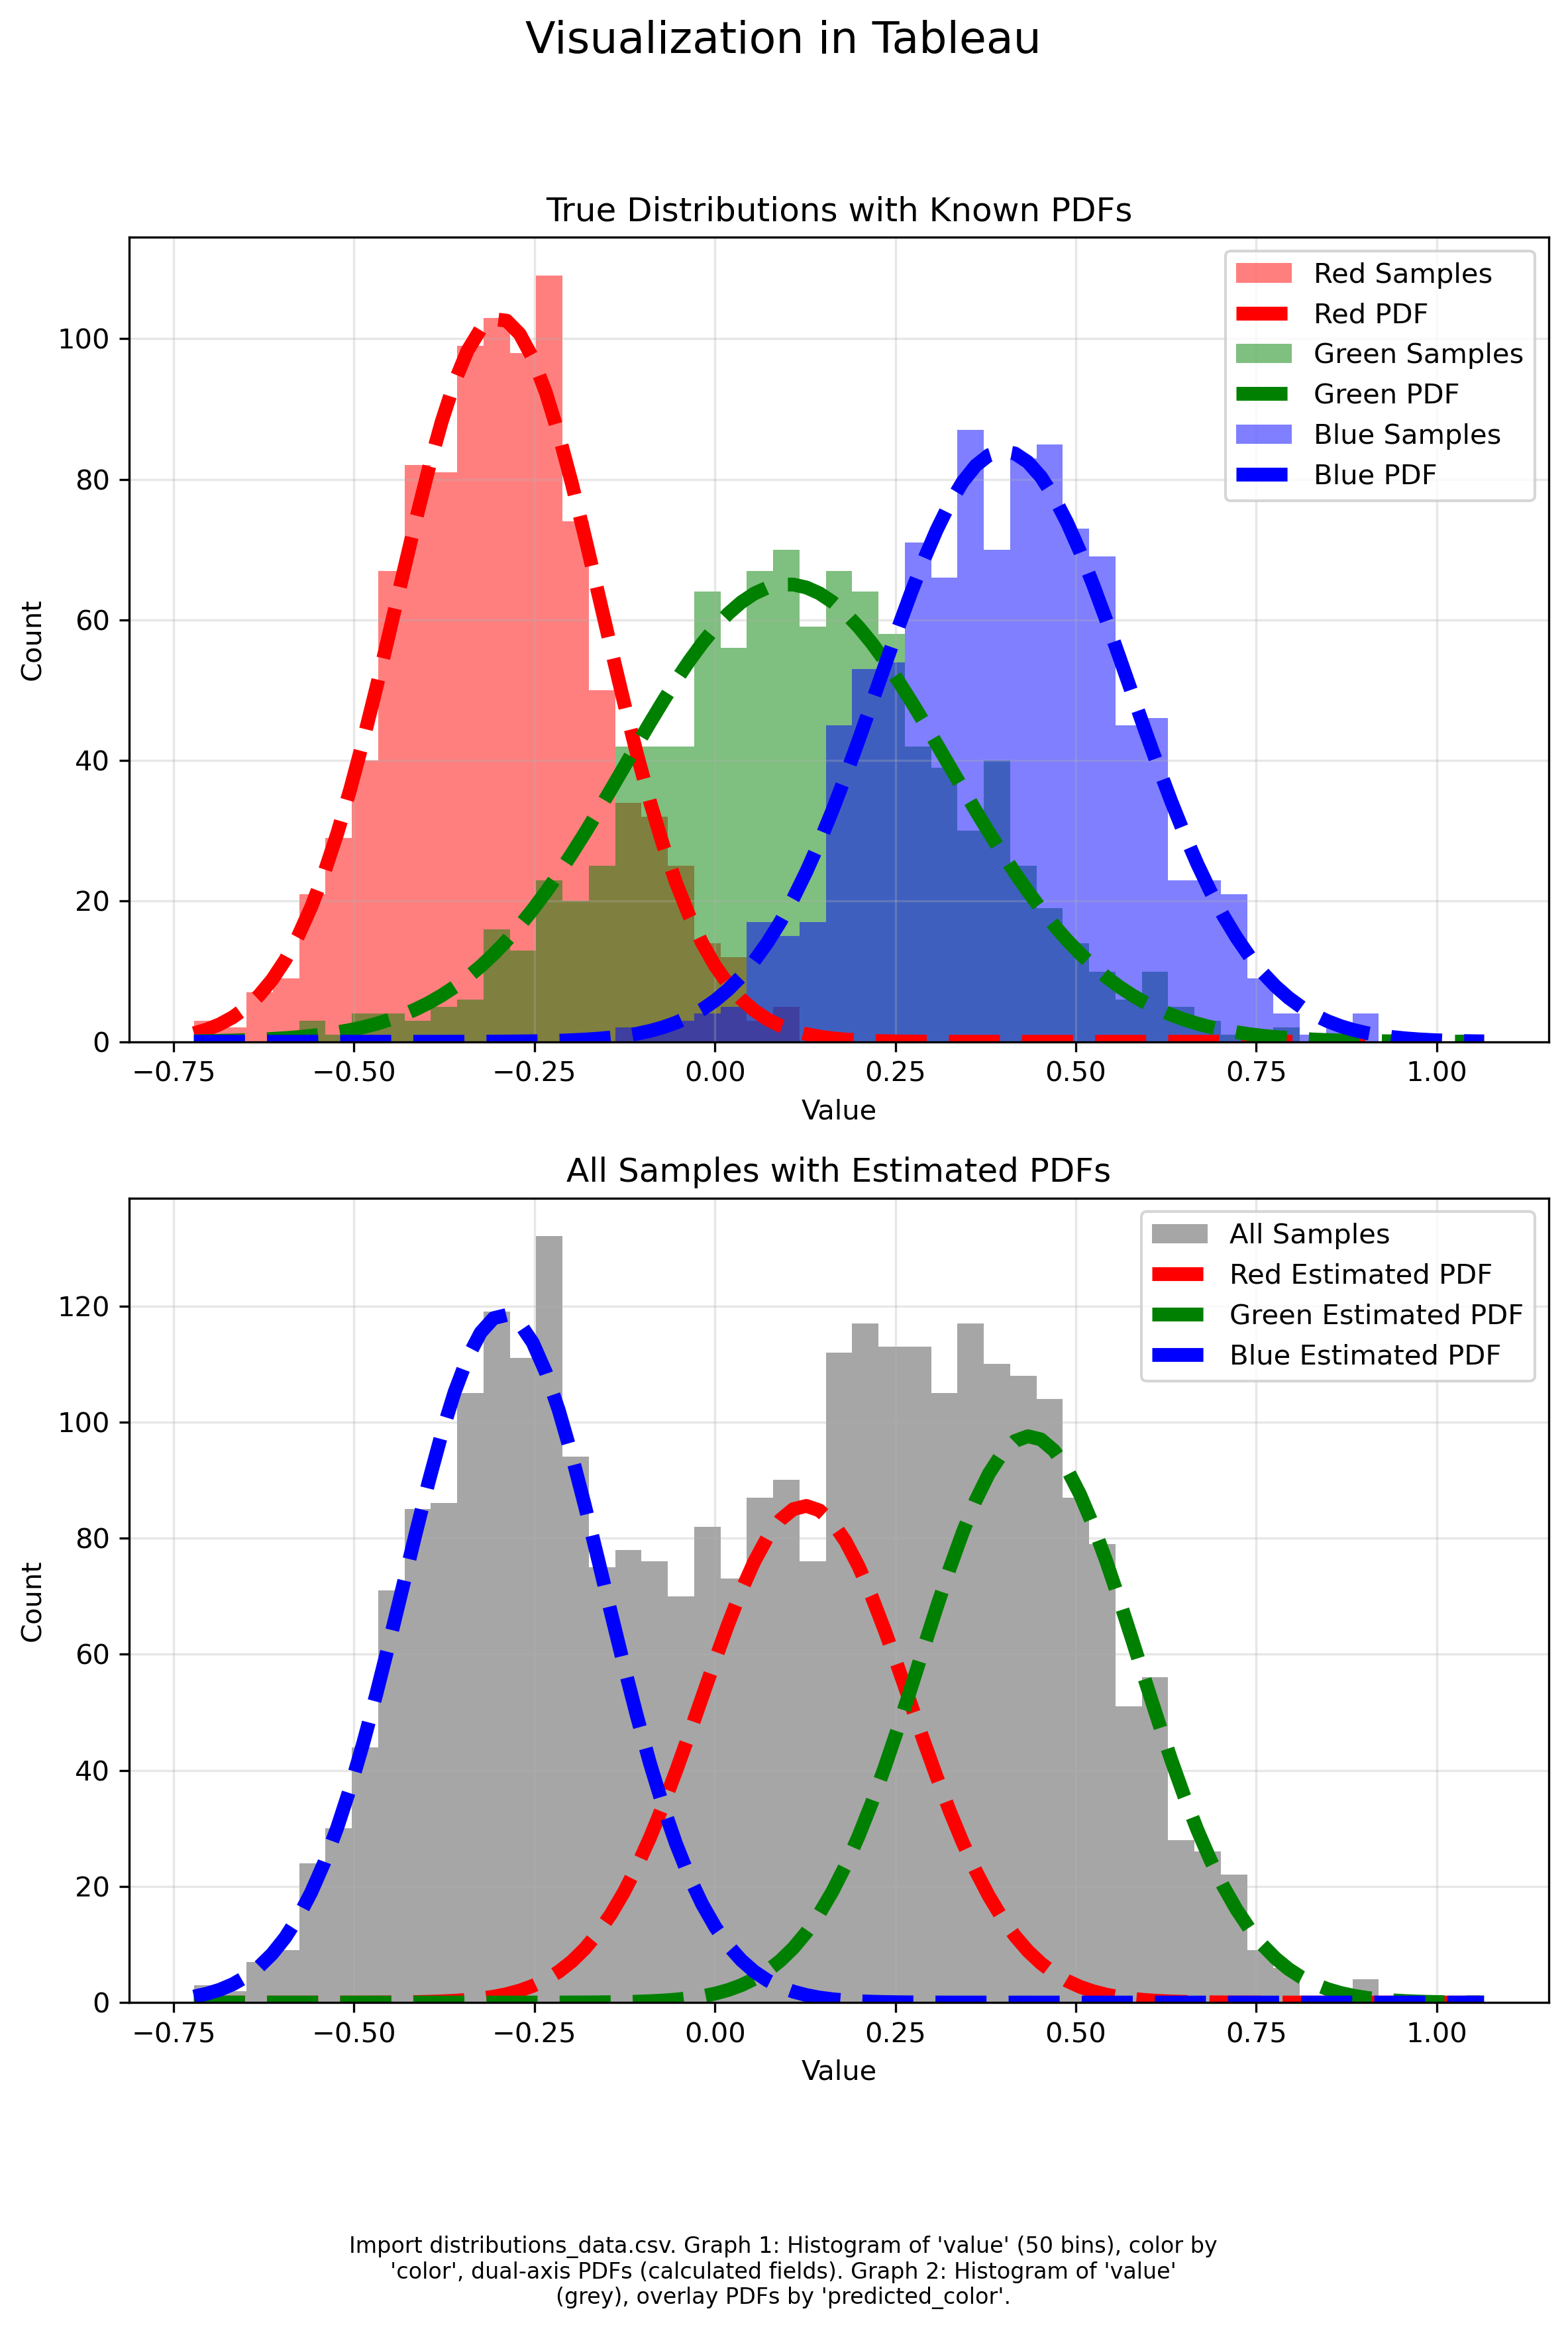 Visualization in Tableau
True Distributions with Known PDFs
Red Samples
Red PDF
Green Samples
Green PDF
Blue Samples
Blue PDF
Count
100
80
60
40
20
0
−0.75
−0.50
−0.25
0.00
0.25
0.50
0.75
1.00
Value
All Samples with Estimated PDFs
All Samples
Red Estimated PDF
Green Estimated PDF
Blue Estimated PDF
Count
120
100
80
60
40
20
0
−0.75
−0.50
−0.25
0.00
0.25
0.50
0.75
1.00
Value
Import distributions_data.csv. Graph 1: Histogram of 'value' (50 bins), color by
'color', dual-axis PDFs (calculated fields). Graph 2: Histogram of 'value'
(grey), overlay PDFs by 'predicted_color'.